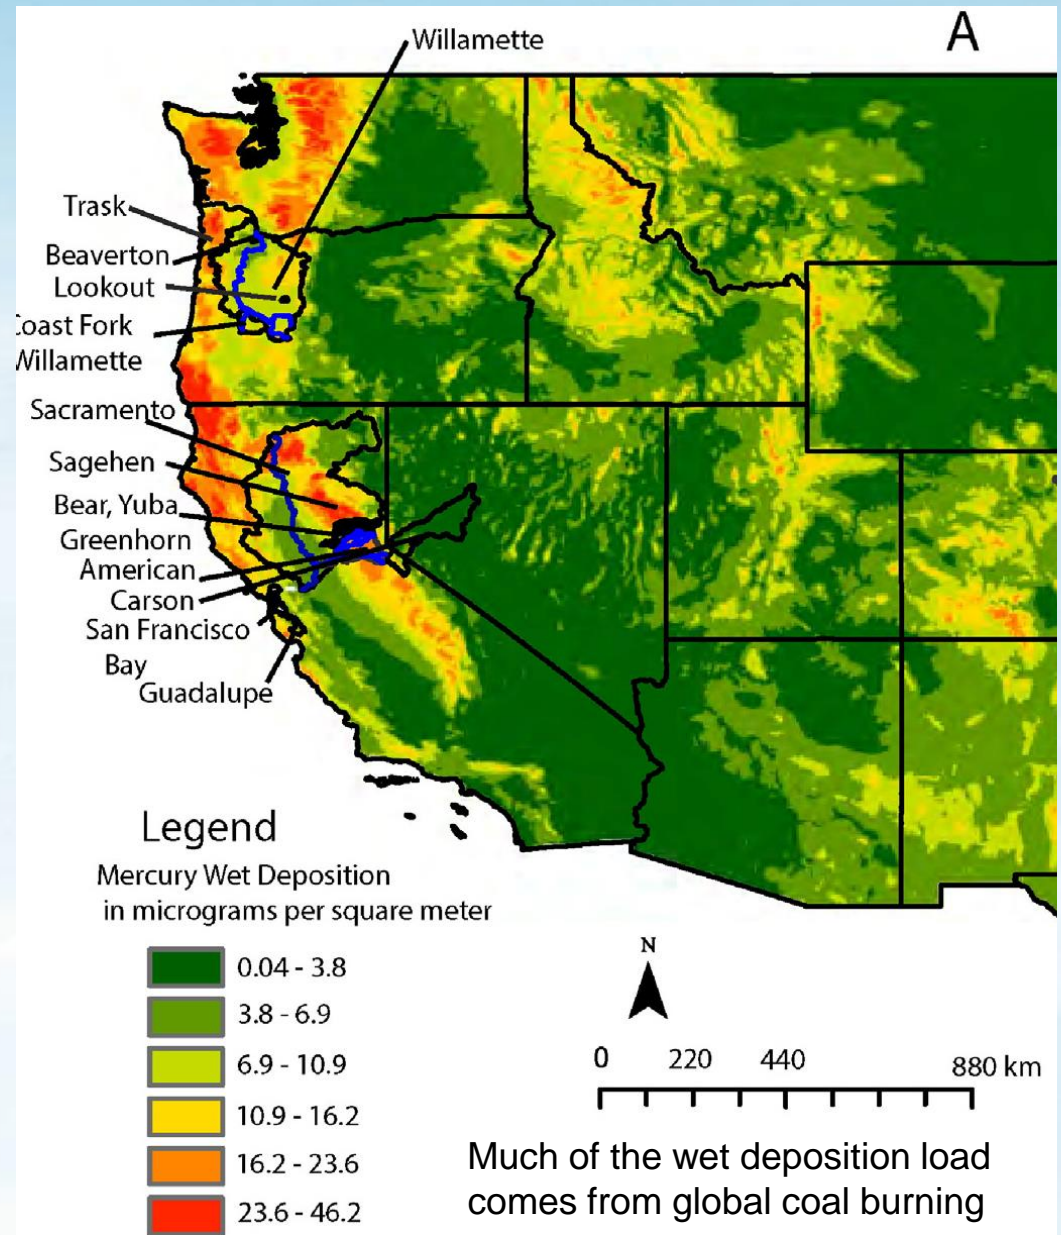 A
Willamette
Trask
Beaverton
Lookout
Coast Fork
Willamette
Sacramento
Sagehen
Bear, Yuba
Greenhorn
American
Carson
San Francisco
Bay
Guadalupe
Legend
Mercury Wet Deposition
in micrograms per square meter
0.04 - 3.8
3.8 - 6.9
6.9 - 10.9
10.9 - 16.2
16.2 - 23.6
23.6 - 46.2
N
0 220 440 880 km
Much of the wet deposition load
comes from global coal burning